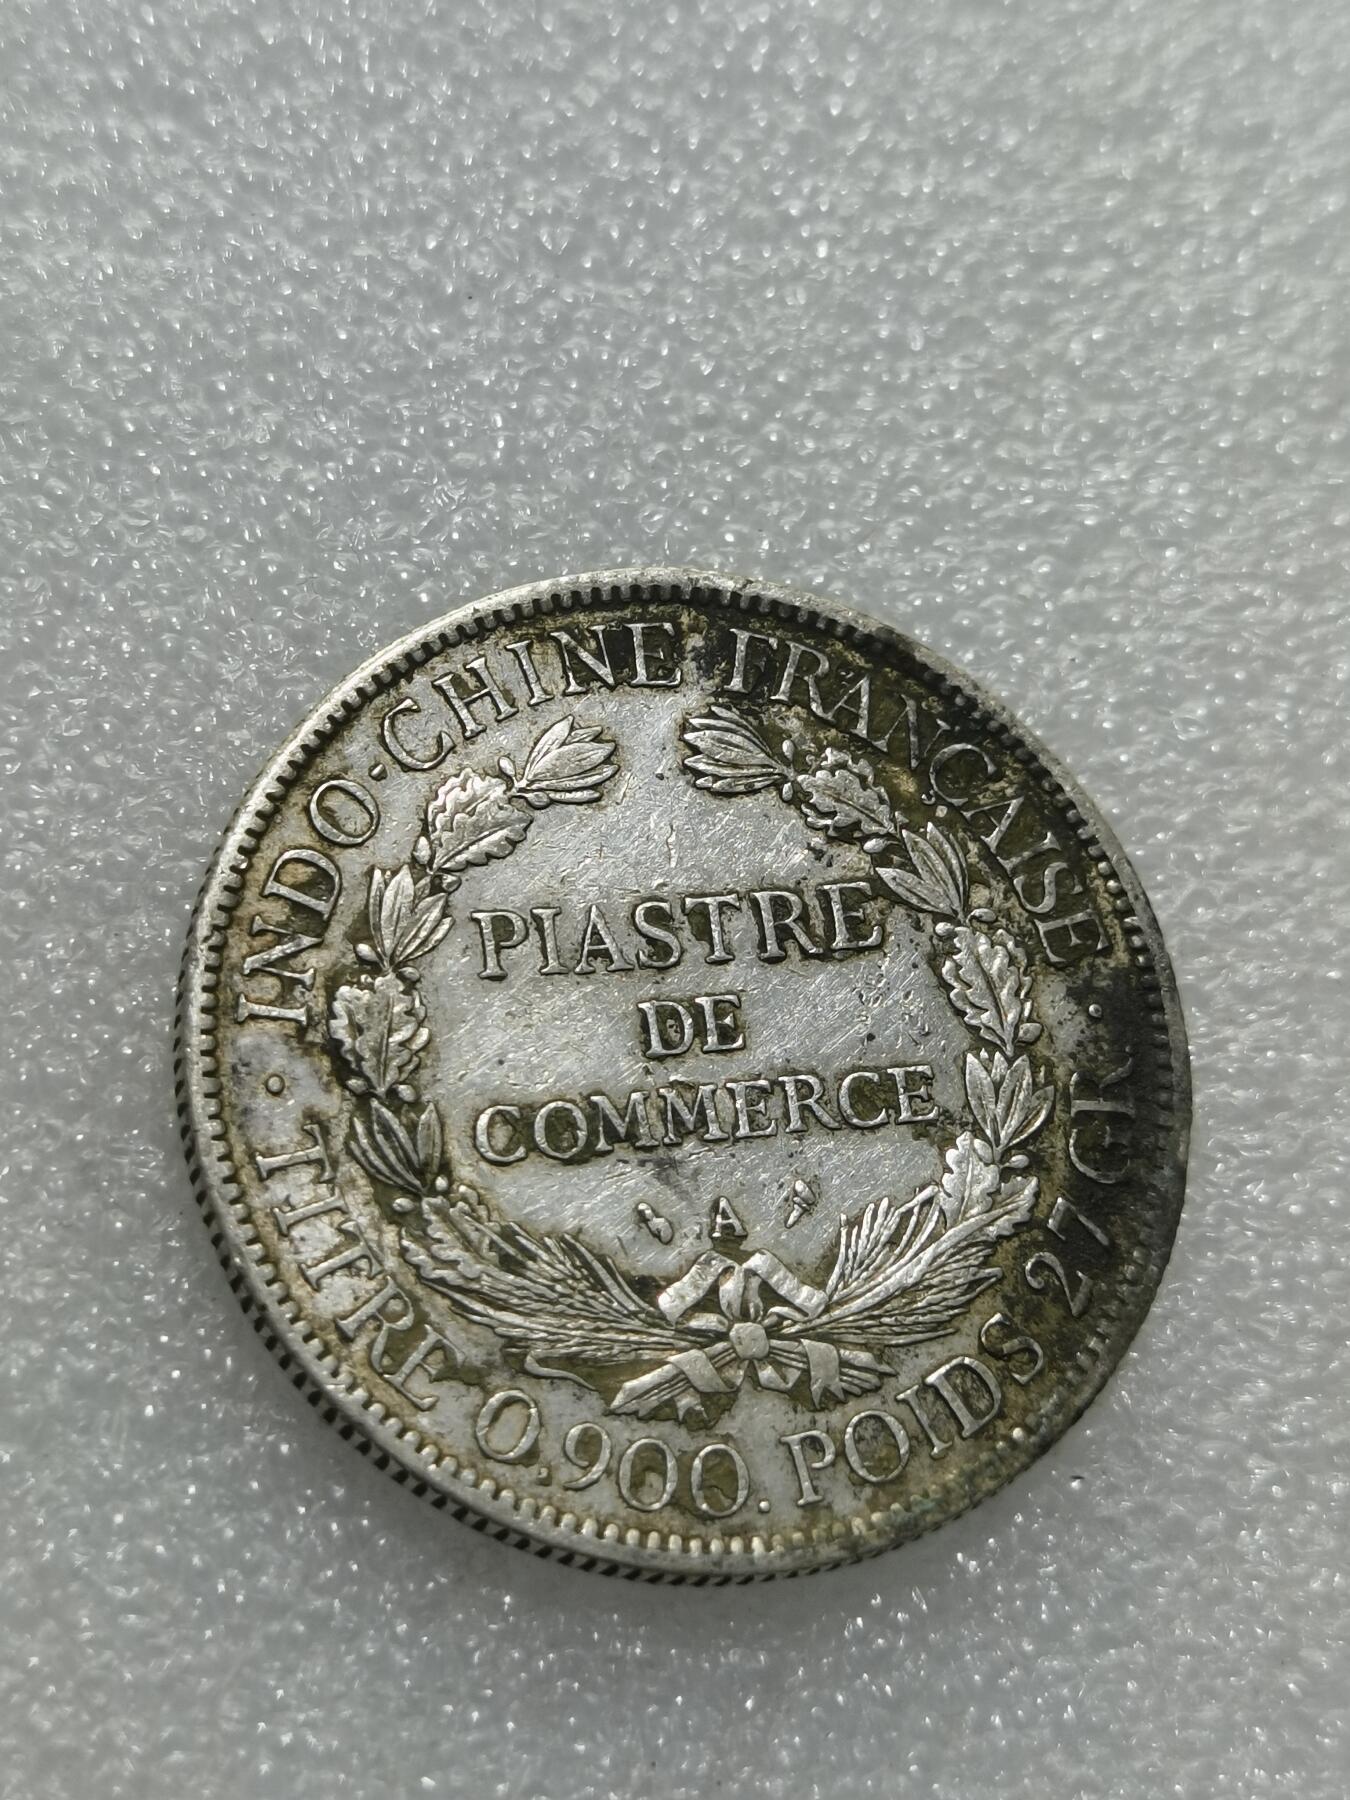 INDO-CHINE FRANÇAISE
PIASTRE
DE
COMMERCE
A
· TITRE 0,900. POIDS 27 GR ·